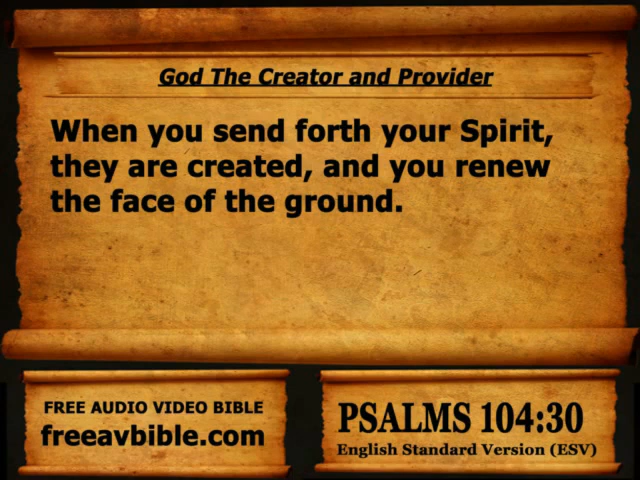 God The Creator and Provider
When you send forth your Spirit,
they are created, and you renew
the face of the ground.
FREE AUDIO VIDEO BIBLE
freeavbible.com
PSALMS 104:30
English Standard Version (ESV)